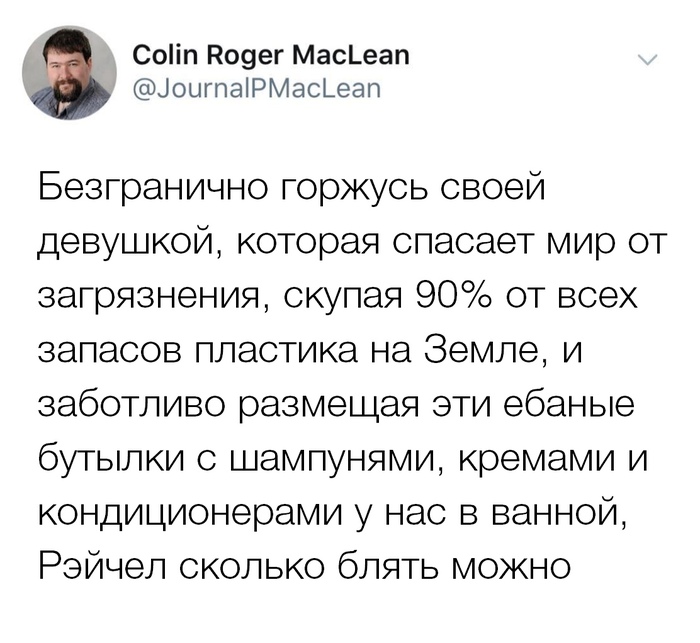 Colin Roger MacLean
@JournalPMacLean
Безгранично горжусь своей
девушкой, которая спасает мир от
загрязнения, скупая 90% от всех
запасов пластика на Земле, и
заботливо размещая эти ебаные
бутылки с шампунями, кремами и
кондиционерами у нас в ванной,
Рэйчел сколько блять можно